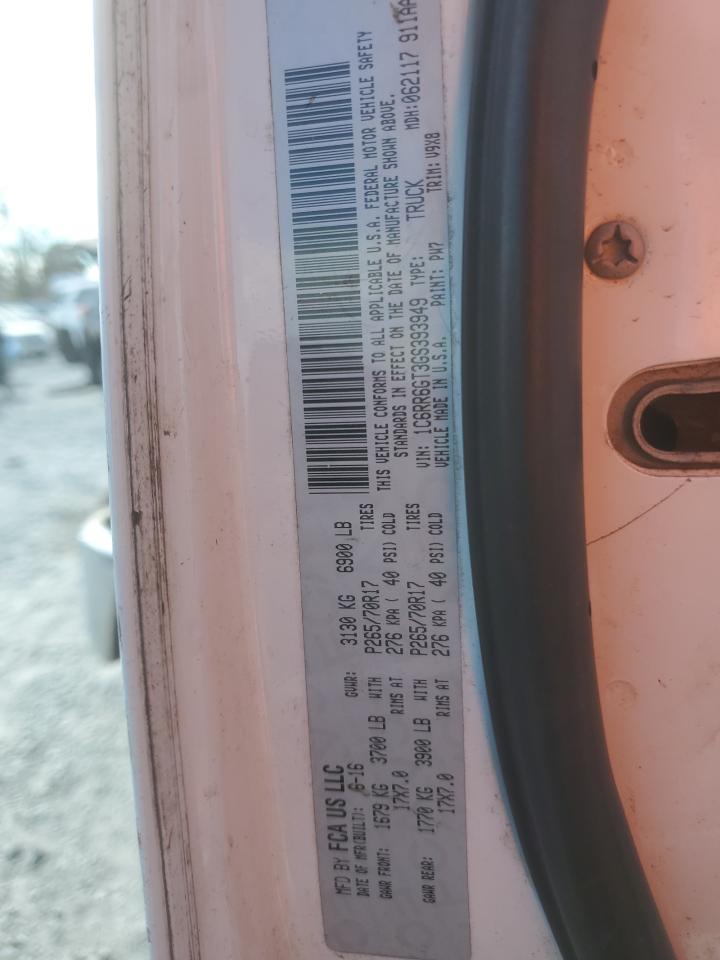 MFD BY FCA US LLC
DATE OF MFR(BUILT): 6-16 GVWR: 3130 KG 6900 LB
GAWR FRONT: 1679 KG 3700 LB WITH P265/70R17 TIRES
17X7.0 RIMS AT 276 KPA ( 40 PSI) COLD
GAWR REAR: 1770 KG 3900 LB WITH P265/70R17 TIRES
17X7.0 RIMS AT 276 KPA ( 40 PSI) COLD
THIS VEHICLE CONFORMS TO ALL APPLICABLE U.S.A. FEDERAL MOTOR VEHICLE SAFETY
STANDARDS IN EFFECT ON THE DATE OF MANUFACTURE SHOWN ABOVE.
VIN: 1C6RR6GT3GS393949 TYPE: TRUCK MDH:062117
VEHICLE MADE IN U.S.A. PAINT: PW7 TRIM: V9X8